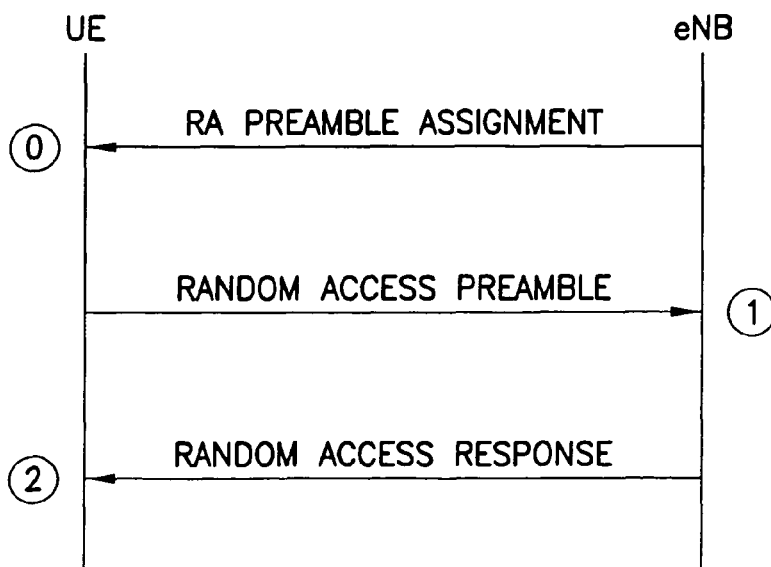 UE eNB
RA PREAMBLE ASSIGNMENT
0
RANDOM ACCESS PREAMBLE
1
RANDOM ACCESS RESPONSE
2